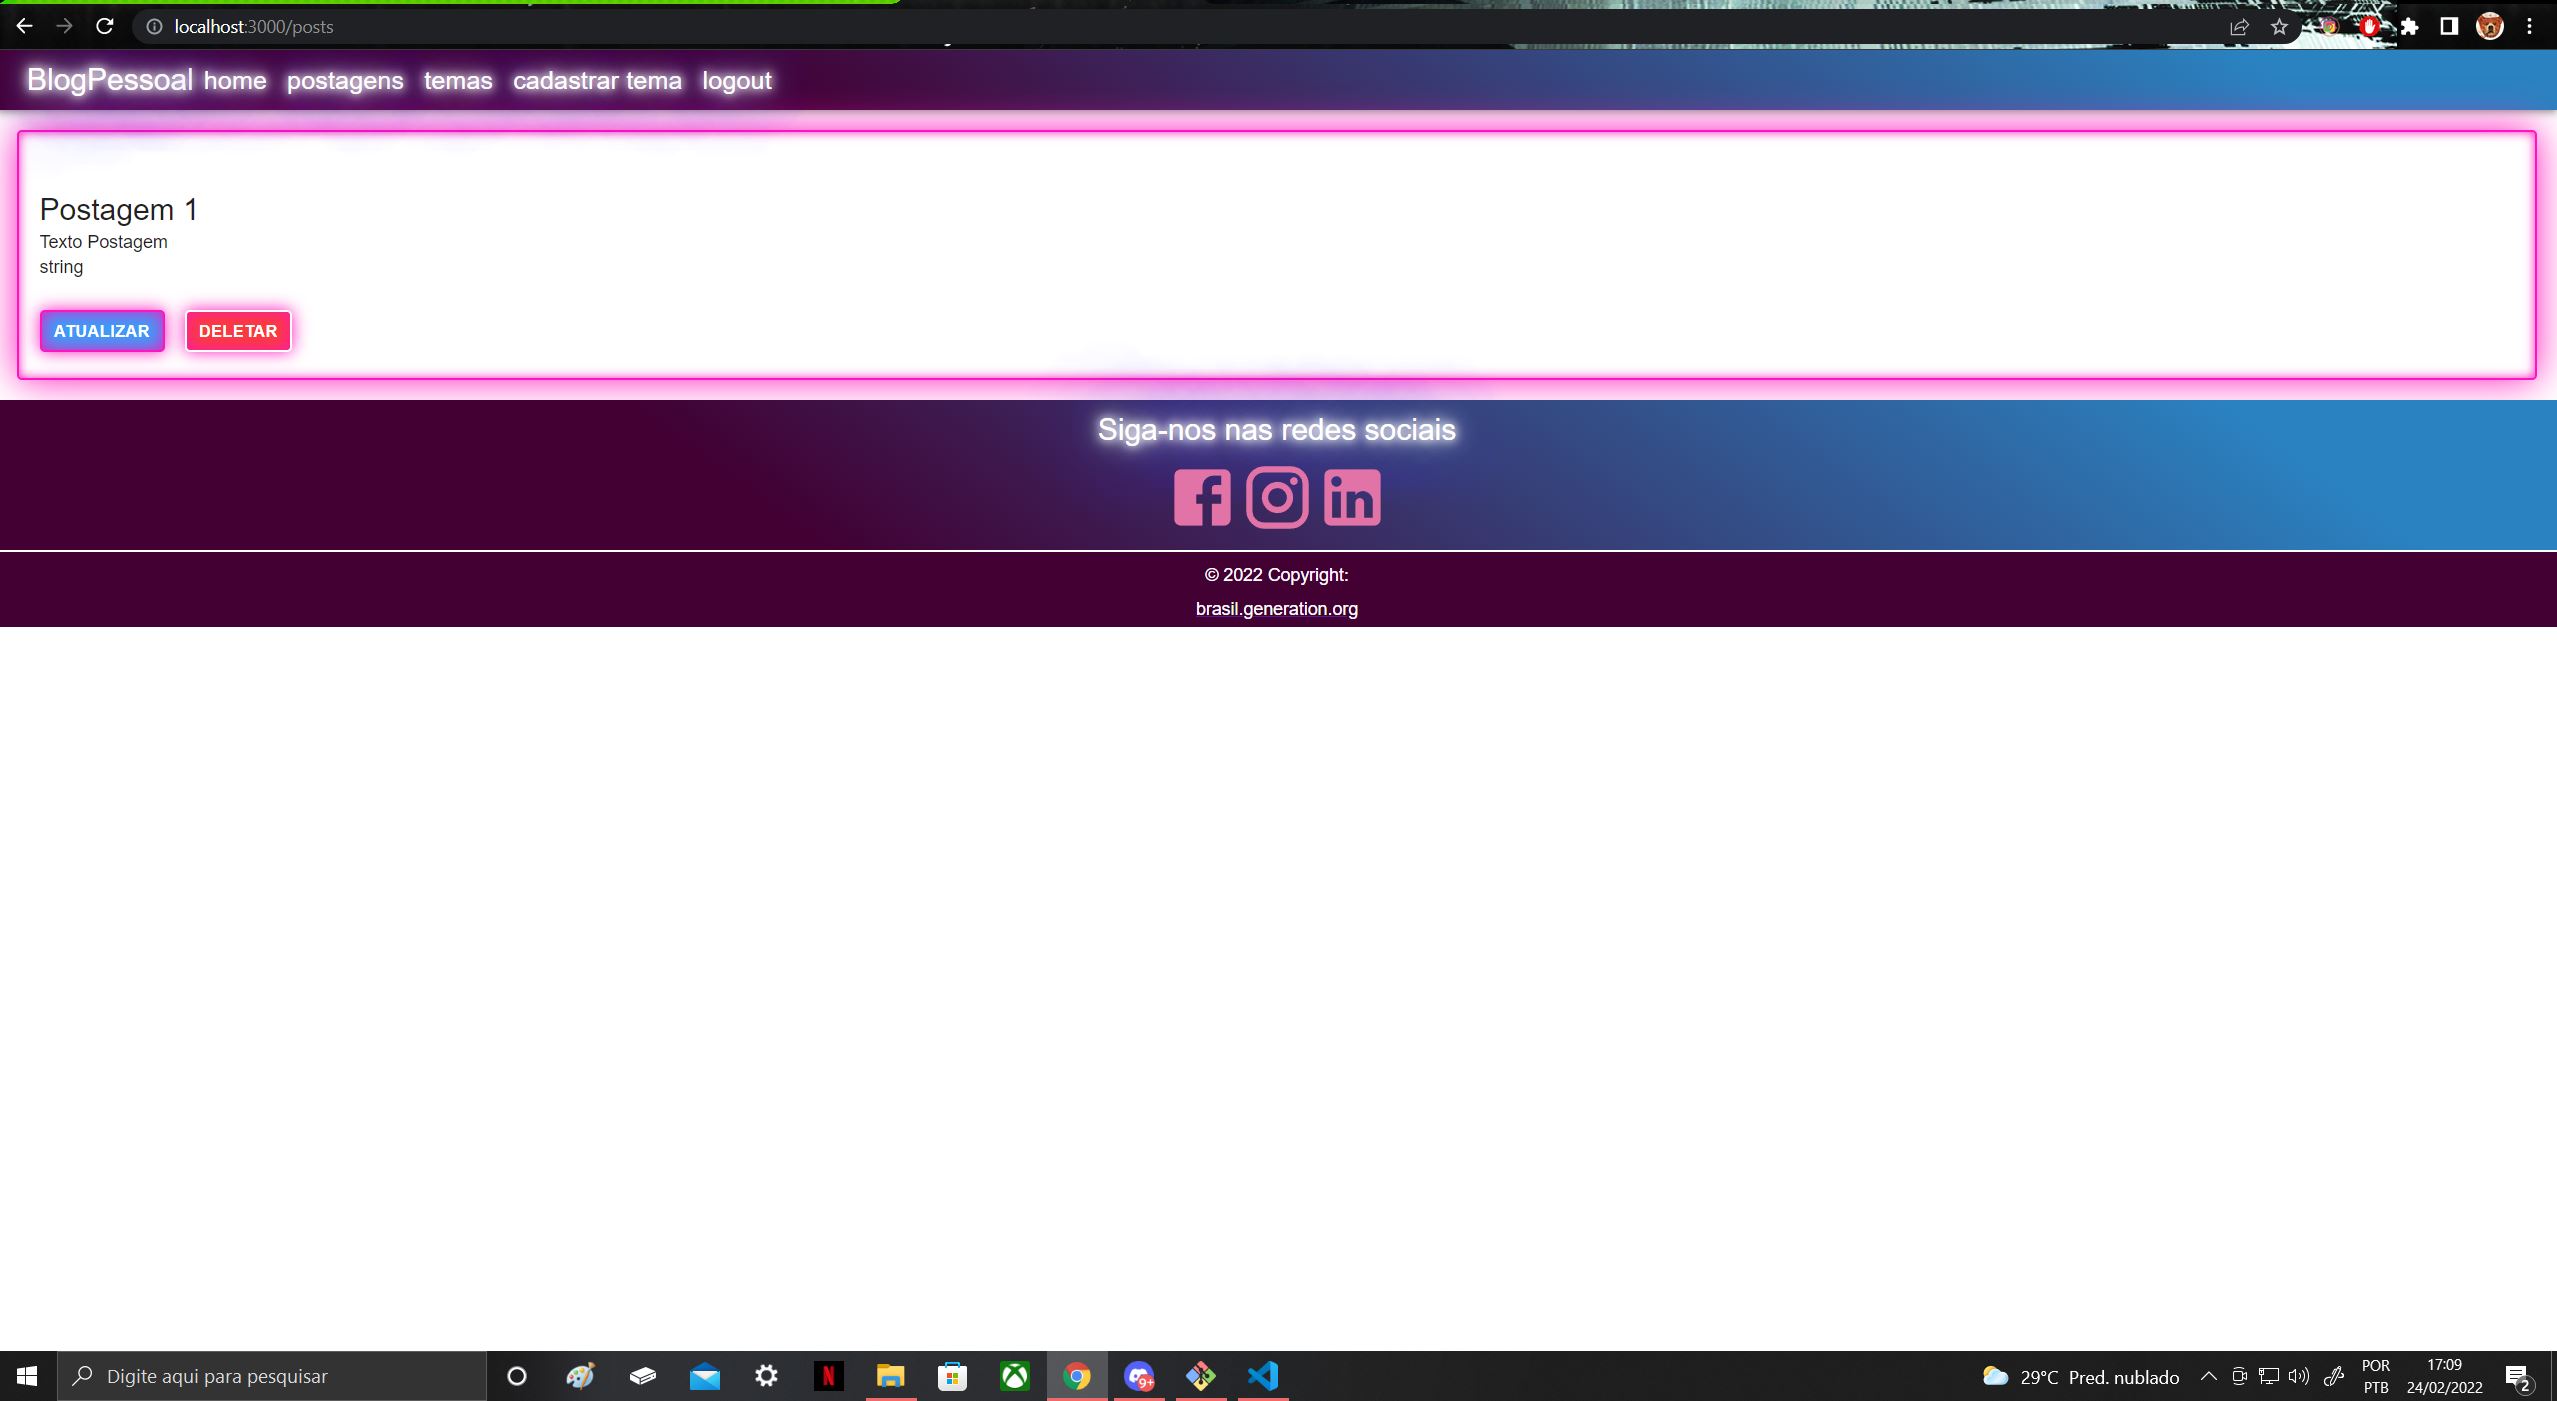 localhost:3000/posts
BlogPessoal home postagens temas cadastrar tema logout
Postagem 1
Texto Postagem
string
ATUALIZAR DELETAR
Siga-nos nas redes sociais
© 2022 Copyright:
brasil.generation.org
Digite aqui para pesquisar
N
9+
29°C Pred. nublado
POR
PTB
17:09
24/02/2022
2